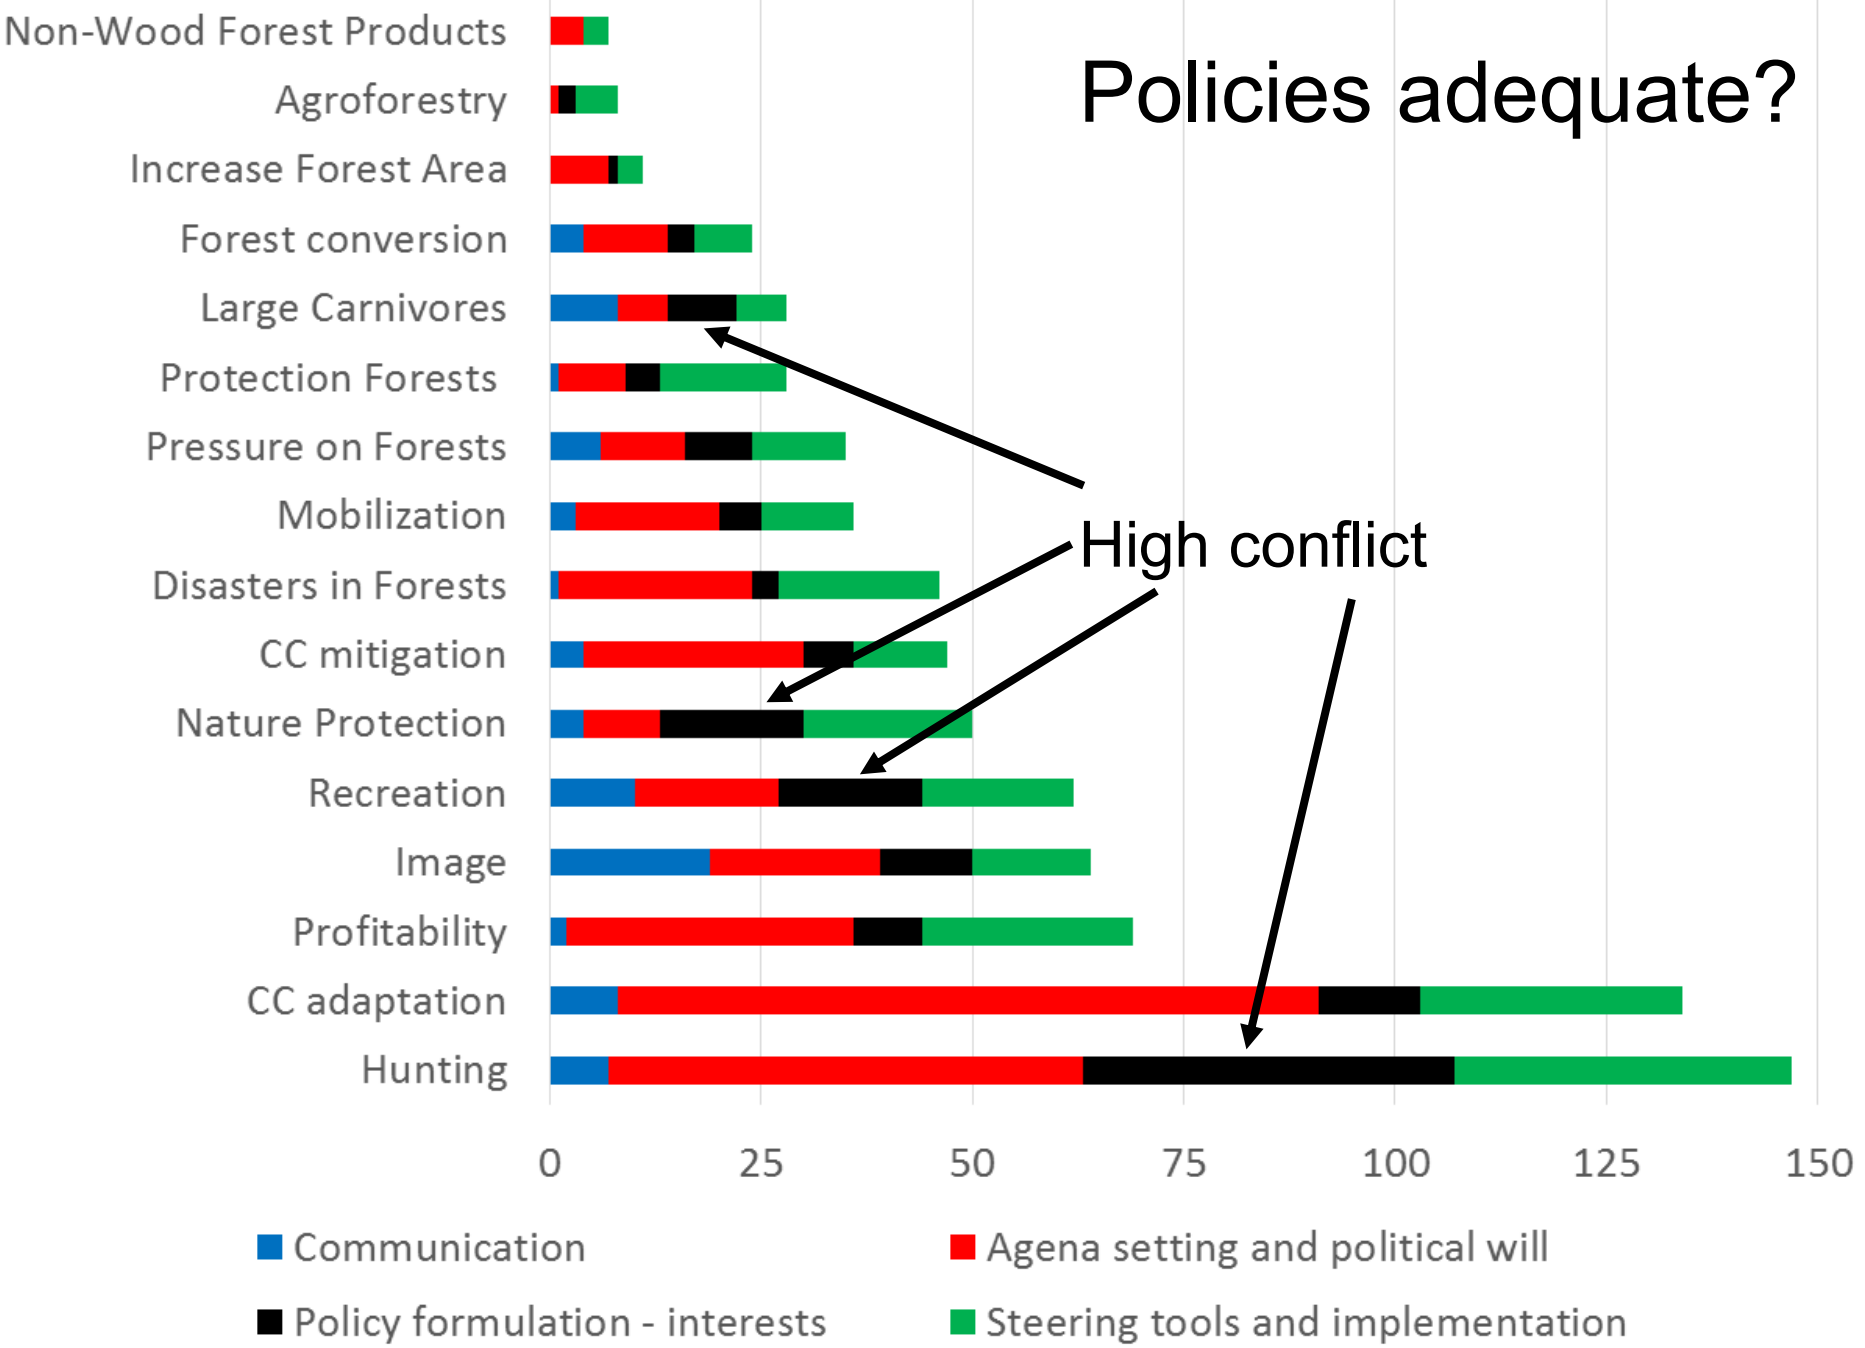 Policies adequate?
Non-Wood Forest Products
Agroforestry
Increase Forest Area
Forest conversion
Large Carnivores
Protection Forests
Pressure on Forests
Mobilization
High conflict
Disasters in Forests
CC mitigation
Nature Protection
Recreation
Image
Profitability
CC adaptation
Hunting
0 25 50 75 100 125 150
Communication
Agena setting and political will
Policy formulation - interests
Steering tools and implementation